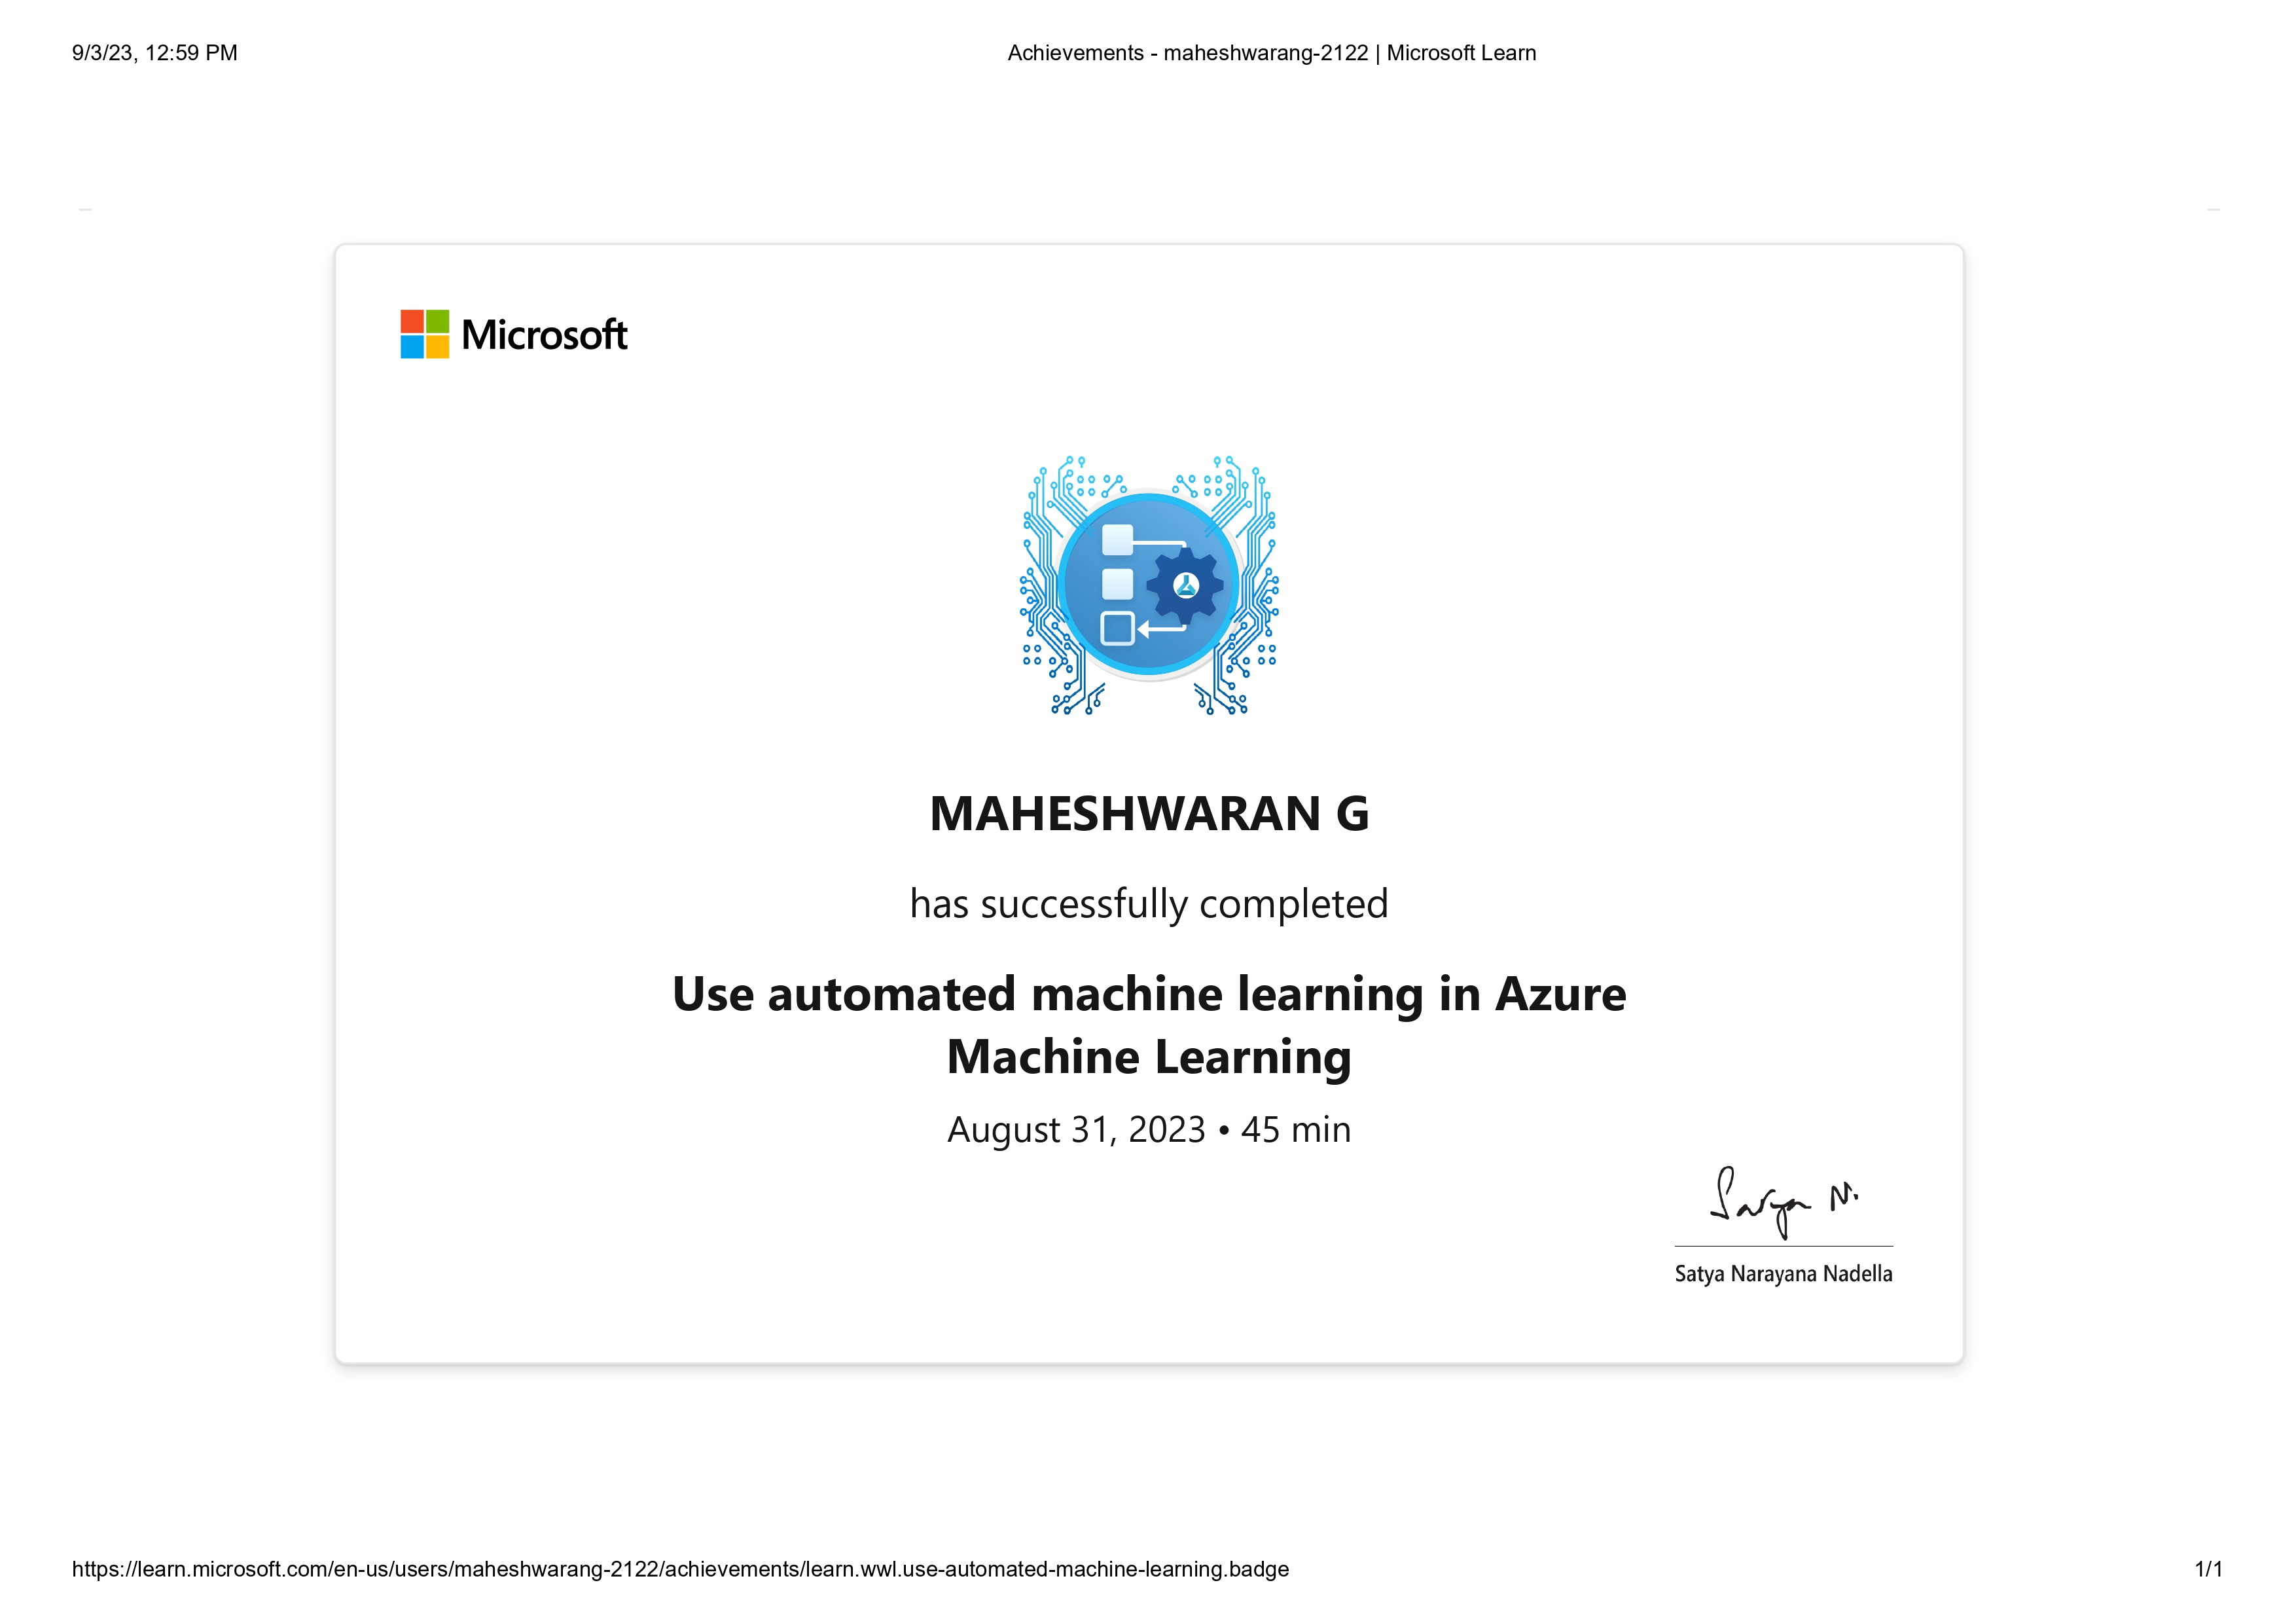 9/3/23, 12:59 PM
Achievements - maheshwarang-2122 | Microsoft Learn
Microsoft
MAHESHWARAN G
has successfully completed
Use automated machine learning in Azure
Machine Learning
August 31, 2023 • 45 min
Satya N.
Satya Narayana Nadella
https://learn.microsoft.com/en-us/users/maheshwarang-2122/achievements/learn.wwl.use-automated-machine-learning.badge
1/1